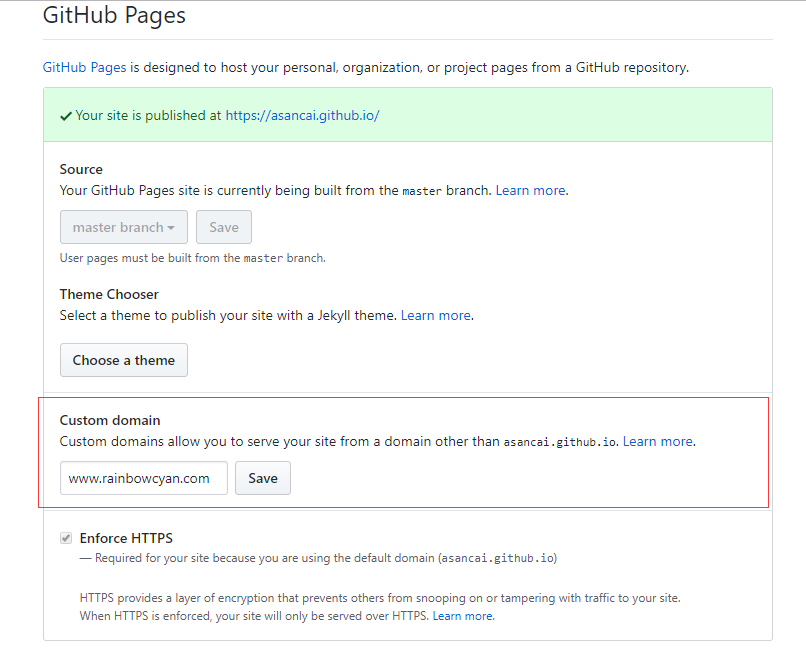 GitHub Pages
GitHub Pages is designed to host your personal, organization, or project pages from a GitHub repository.
Your site is published at https://asancai.github.io/
Source
Your GitHub Pages site is currently being built from the master branch. Learn more.
master branch Save
User pages must be built from the master branch.
Theme Chooser
Select a theme to publish your site with a Jekyll theme. Learn more.
Choose a theme
Custom domain
Custom domains allow you to serve your site from a domain other than asancai.github.io. Learn more.
www.rainbowcyan.com Save
Enforce HTTPS
— Required for your site because you are using the default domain (asancai.github.io)
HTTPS provides a layer of encryption that prevents others from snooping on or tampering with traffic to your site.
When HTTPS is enforced, your site will only be served over HTTPS. Learn more.